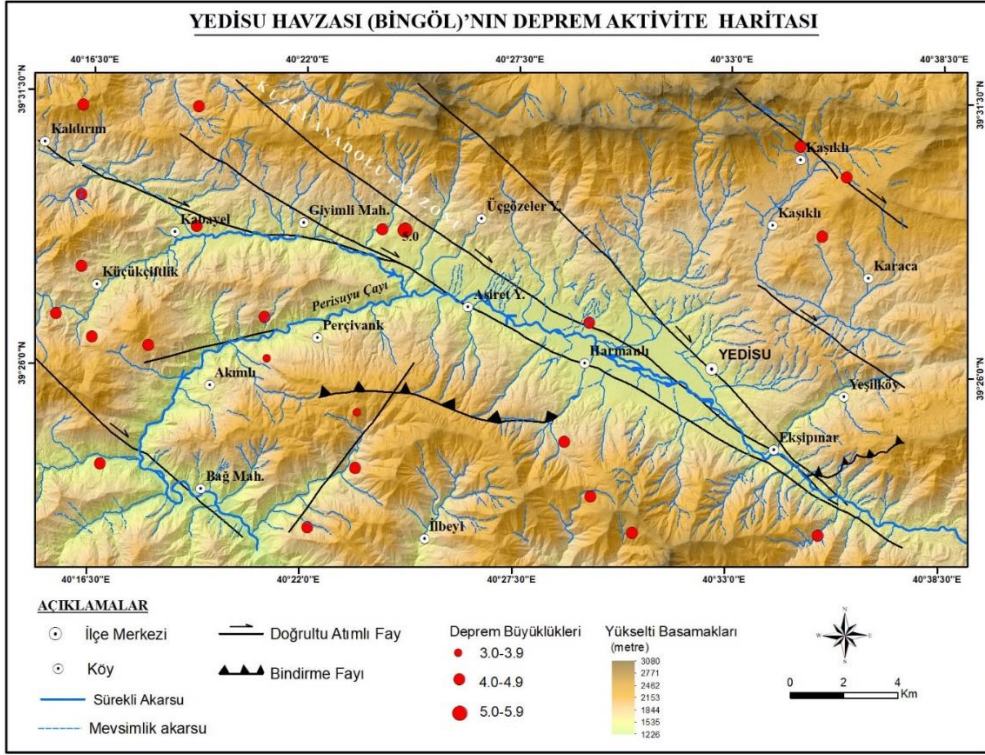 YEDİSU HAVZASI (BİNGÖL)'NIN DEPREM AKTİVİTE HARİTASI
40°16'30"E 40°22'0"E 40°27'30"E 40°33'0"E 40°38'30"E
39°31'30"N
39°31'30"N
KUZEY ANADOLU FAY ZO
Kaldırım
Kaşıklı
Kabayel
Giyimli Mah.
Üçgözeler Y.
Kaşıklı
5.0
Küçükçiftlik
Karaca
Perisuyu Çayı
Asiret Y.
Perçivank
39°26'0"N
Harmanlı
YEDİSU
39°26'0"N
Akımlı
Yeşilköy
Ekşipınar
Bağ Mah.
İlbeyi
40°16'30"E 40°22'0"E 40°27'30"E 40°33'0"E 40°38'30"E
AÇIKLAMALAR
İlçe Merkezi
Köy
Sürekli Akarsu
Mevsimlik akarsu
Doğrultu Atımlı Fay
Bindirme Fayı
Deprem Büyüklükleri
3.0-3.9
4.0-4.9
5.0-5.9
Yükselti Basamakları
(metre)
3080
2771
2462
2153
1844
1535
1226
N
W E
S
0 2 4
Km